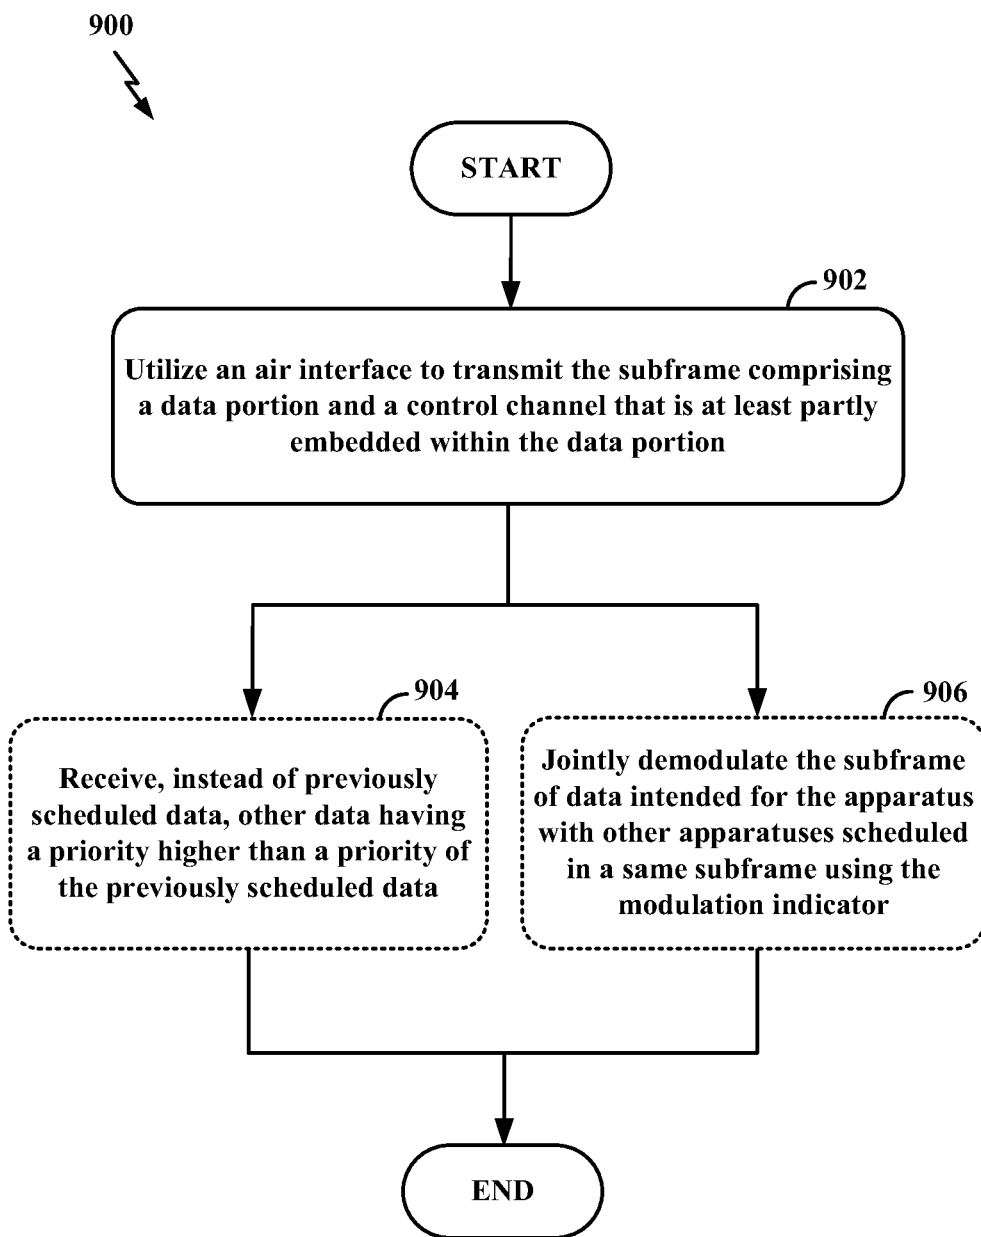 900
START
902
Utilize an air interface to transmit the subframe comprising
a data portion and a control channel that is at least partly
embedded within the data portion
904
Receive, instead of previously
scheduled data, other data having
a priority higher than a priority of
the previously scheduled data
906
Jointly demodulate the subframe
of data intended for the apparatus
with other apparatuses scheduled
in a same subframe using the
modulation indicator
END